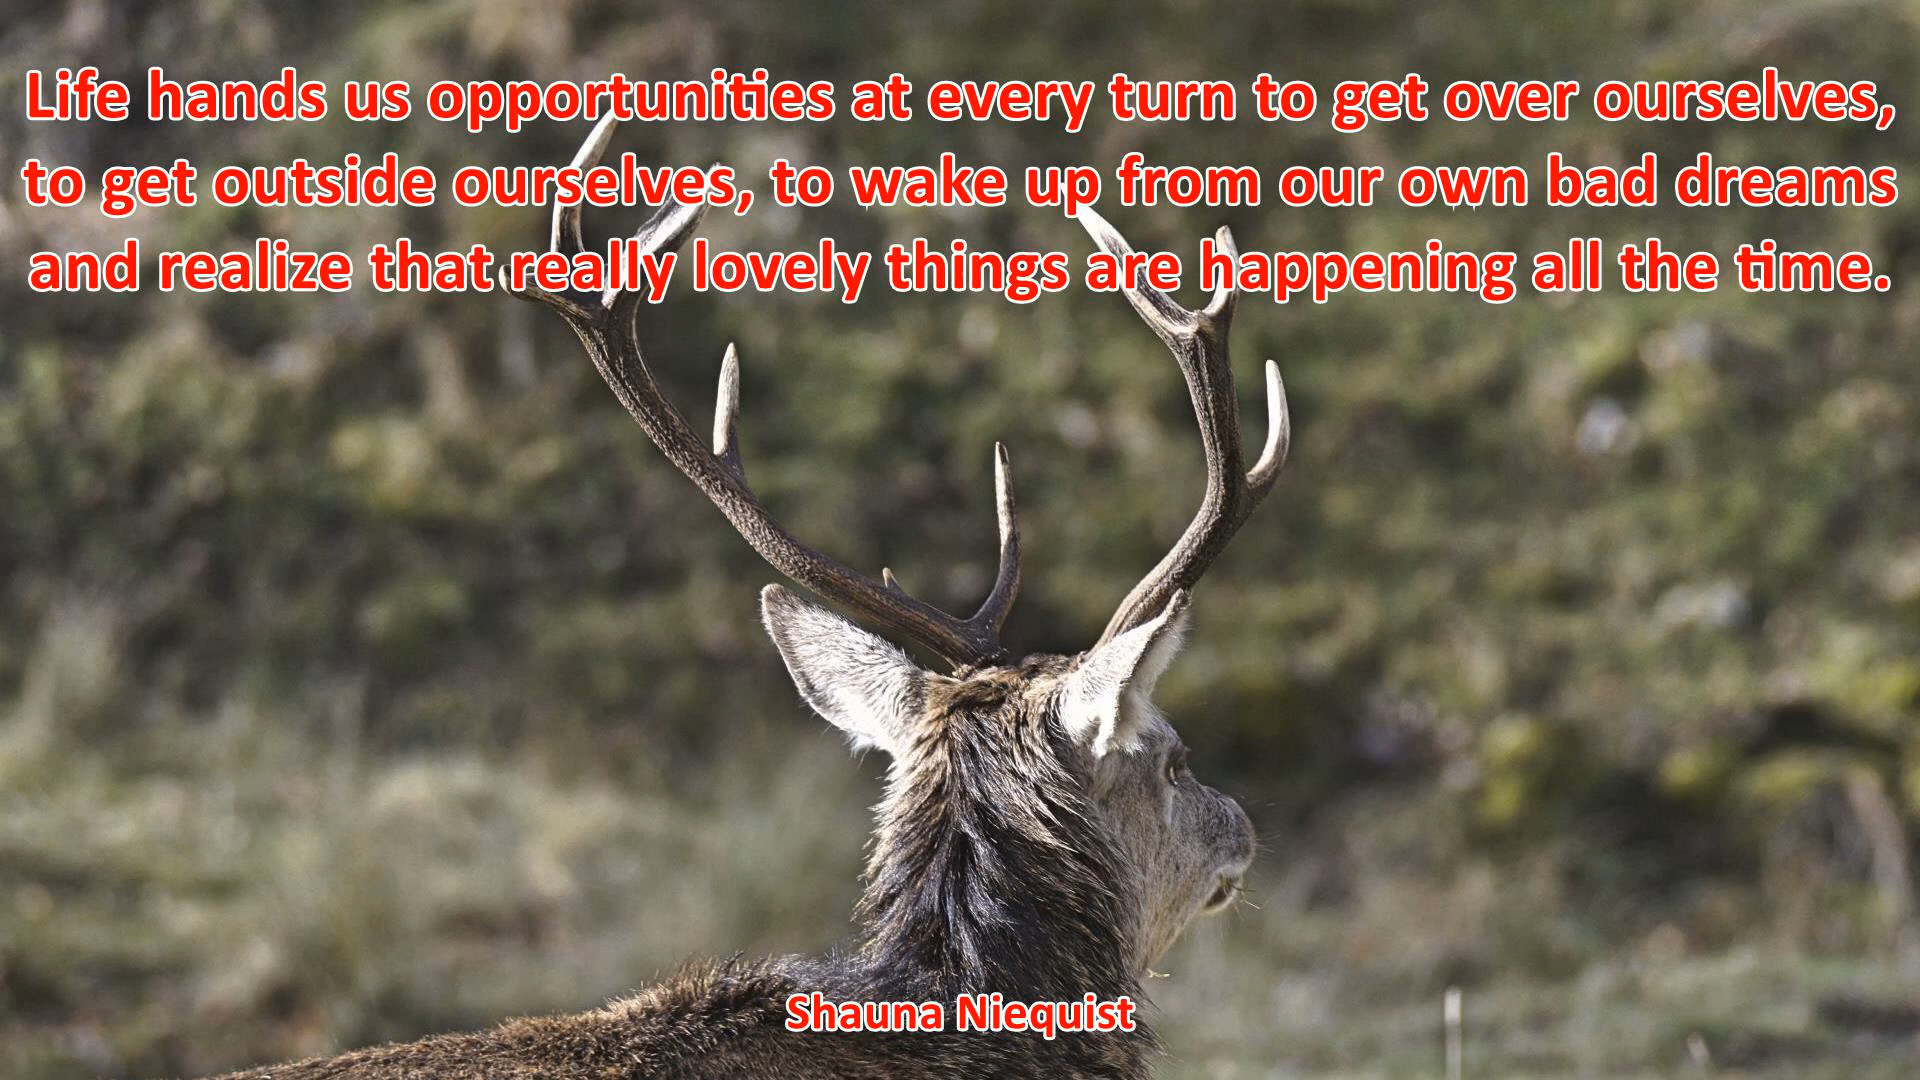 Life hands us opportunities at every turn to get over ourselves,
to get outside ourselves, to wake up from our own bad dreams
and realize that really lovely things are happening all the time.
Shauna Niequist